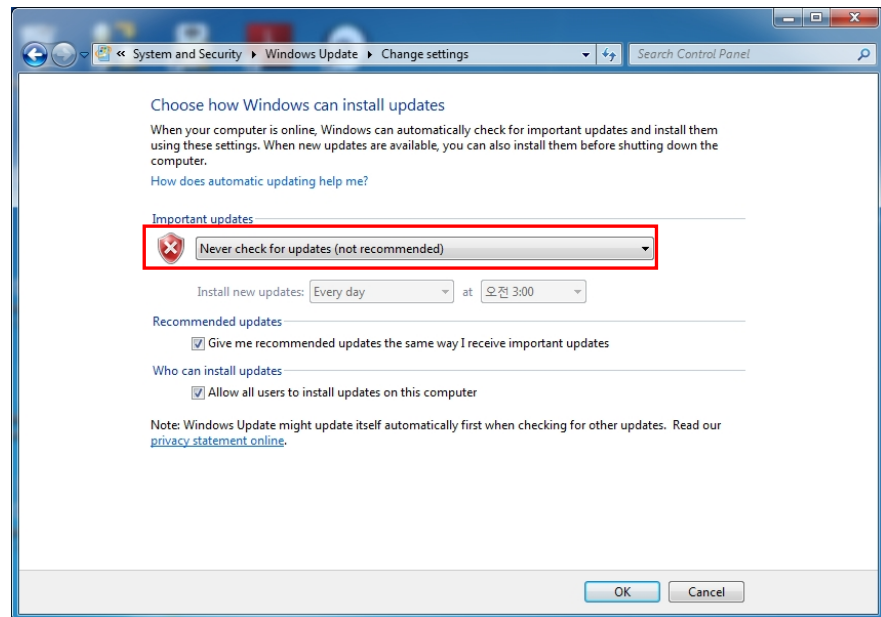 « System and Security ▸ Windows Update ▸ Change settings
Search Control Panel
Choose how Windows can install updates
When your computer is online, Windows can automatically check for important updates and install them
using these settings. When new updates are available, you can also install them before shutting down the
computer.
How does automatic updating help me?
Important updates
Never check for updates (not recommended)
Install new updates: Every day at 오전 3:00
Recommended updates
Give me recommended updates the same way I receive important updates
Who can install updates
Allow all users to install updates on this computer
Note: Windows Update might update itself automatically first when checking for other updates. Read our
privacy statement online.
OK Cancel